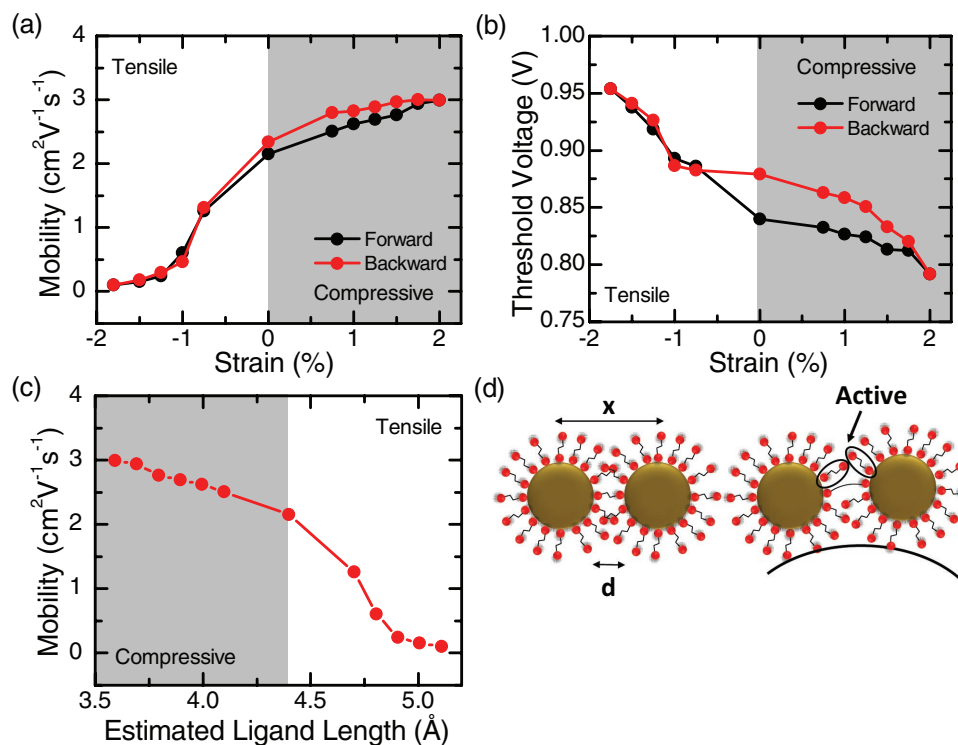 (a)
Mobility (cm²V⁻¹s⁻¹)
4
3
2
1
0
Tensile
Forward
Backward
Compressive
-2 -1 0 1 2
Strain (%)
(b)
Threshold Voltage (V)
1.00
0.95
0.90
0.85
0.80
0.75
Compressive
Forward
Backward
Tensile
-2 -1 0 1 2
Strain (%)
(c)
Mobility (cm²V⁻¹s⁻¹)
4
3
2
1
0
Tensile
Compressive
3.5 4.0 4.5 5.0
Estimated Ligand Length (Å)
(d)
Active
x
d